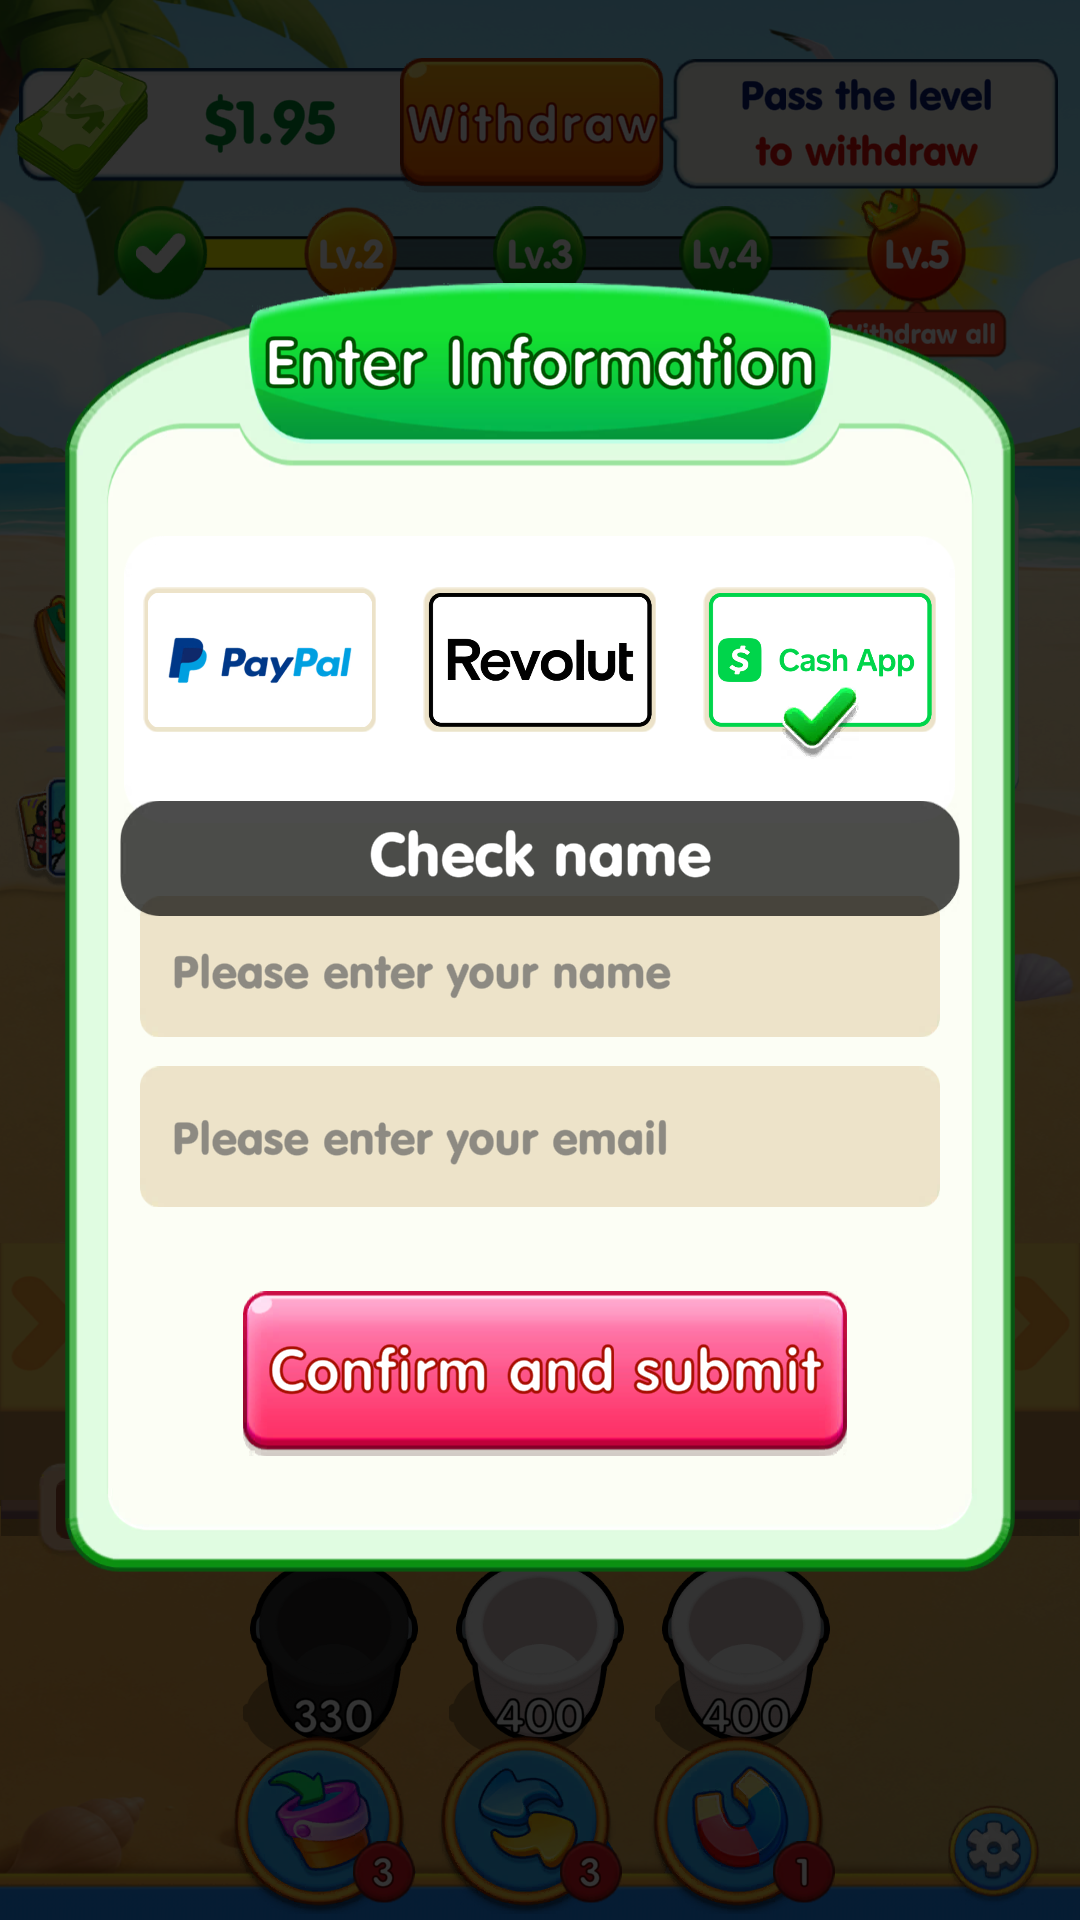 $1.95
Withdraw
Pass the level
to withdraw
Lv.2
Lv.3
Lv.4
Lv.5
Withdraw all
Enter Information
PayPal
Revolut
$ Cash App
Check name
Please enter your name
Please enter your email
Confirm and submit
330
400
400
3
3
1